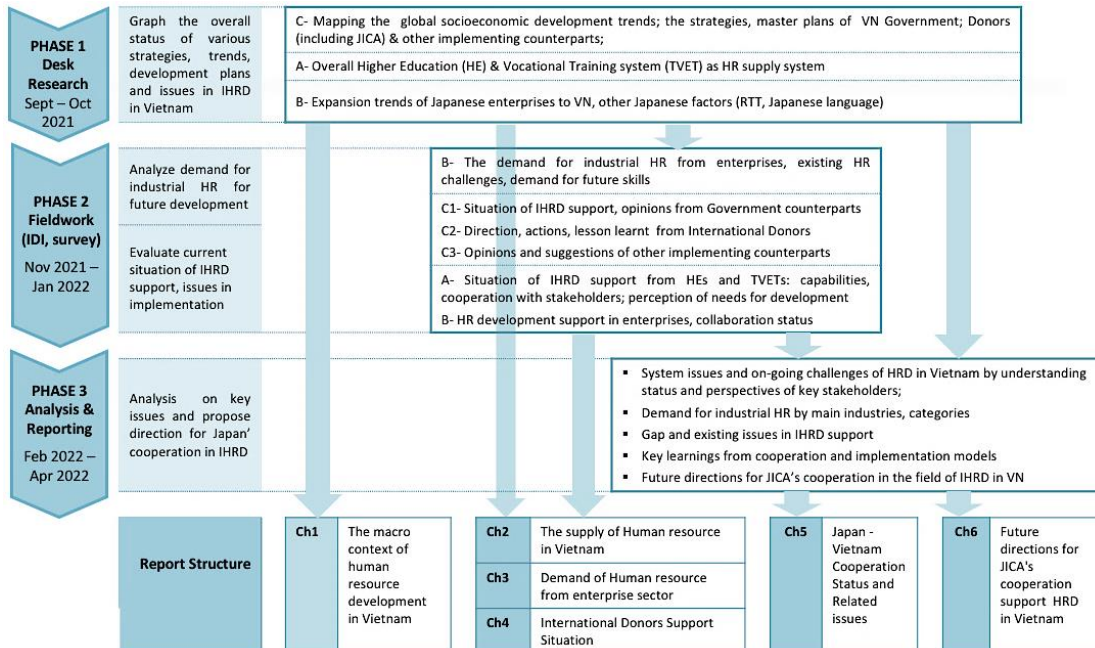 PHASE 1
Desk
Research
Sept – Oct
2021
Graph the overall
status of various
strategies, trends,
development plans
and issues in IHRD
in Vietnam
C- Mapping the global socioeconomic development trends; the strategies, master plans of VN Government; Donors
(including JICA) & other implementing counterparts;
A- Overall Higher Education (HE) & Vocational Training system (TVET) as HR supply system
B- Expansion trends of Japanese enterprises to VN, other Japanese factors (RTT, Japanese language)
PHASE 2
Fieldwork
(IDI, survey)
Nov 2021 –
Jan 2022
Analyze demand for
industrial HR for
future development
Evaluate current
situation of IHRD
support, issues in
implementation
B- The demand for industrial HR from enterprises, existing HR
challenges, demand for future skills
C1- Situation of IHRD support, opinions from Government counterparts
C2- Direction, actions, lesson learnt from International Donors
C3- Opinions and suggestions of other implementing counterparts
A- Situation of IHRD support from HEs and TVETs: capabilities,
cooperation with stakeholders; perception of needs for development
B- HR development support in enterprises, collaboration status
PHASE 3
Analysis &
Reporting
Feb 2022 –
Apr 2022
Analysis on key
issues and propose
direction for Japan'
cooperation in IHRD
▪ System issues and on-going challenges of HRD in Vietnam by understanding
status and perspectives of key stakeholders;
▪ Demand for industrial HR by main industries, categories
▪ Gap and existing issues in IHRD support
▪ Key learnings from cooperation and implementation models
▪ Future directions for JICA's cooperation in the field of IHRD in VN
Report Structure
Ch1
The macro
context of
human
resource
development
in Vietnam
Ch2
The supply of Human resource
in Vietnam
Ch3
Demand of Human resource
from enterprise sector
Ch4
International Donors Support
Situation
Ch5
Japan -
Vietnam
Cooperation
Status and
Related
issues
Ch6
Future
directions for
JICA's
cooperation
support HRD
in Vietnam